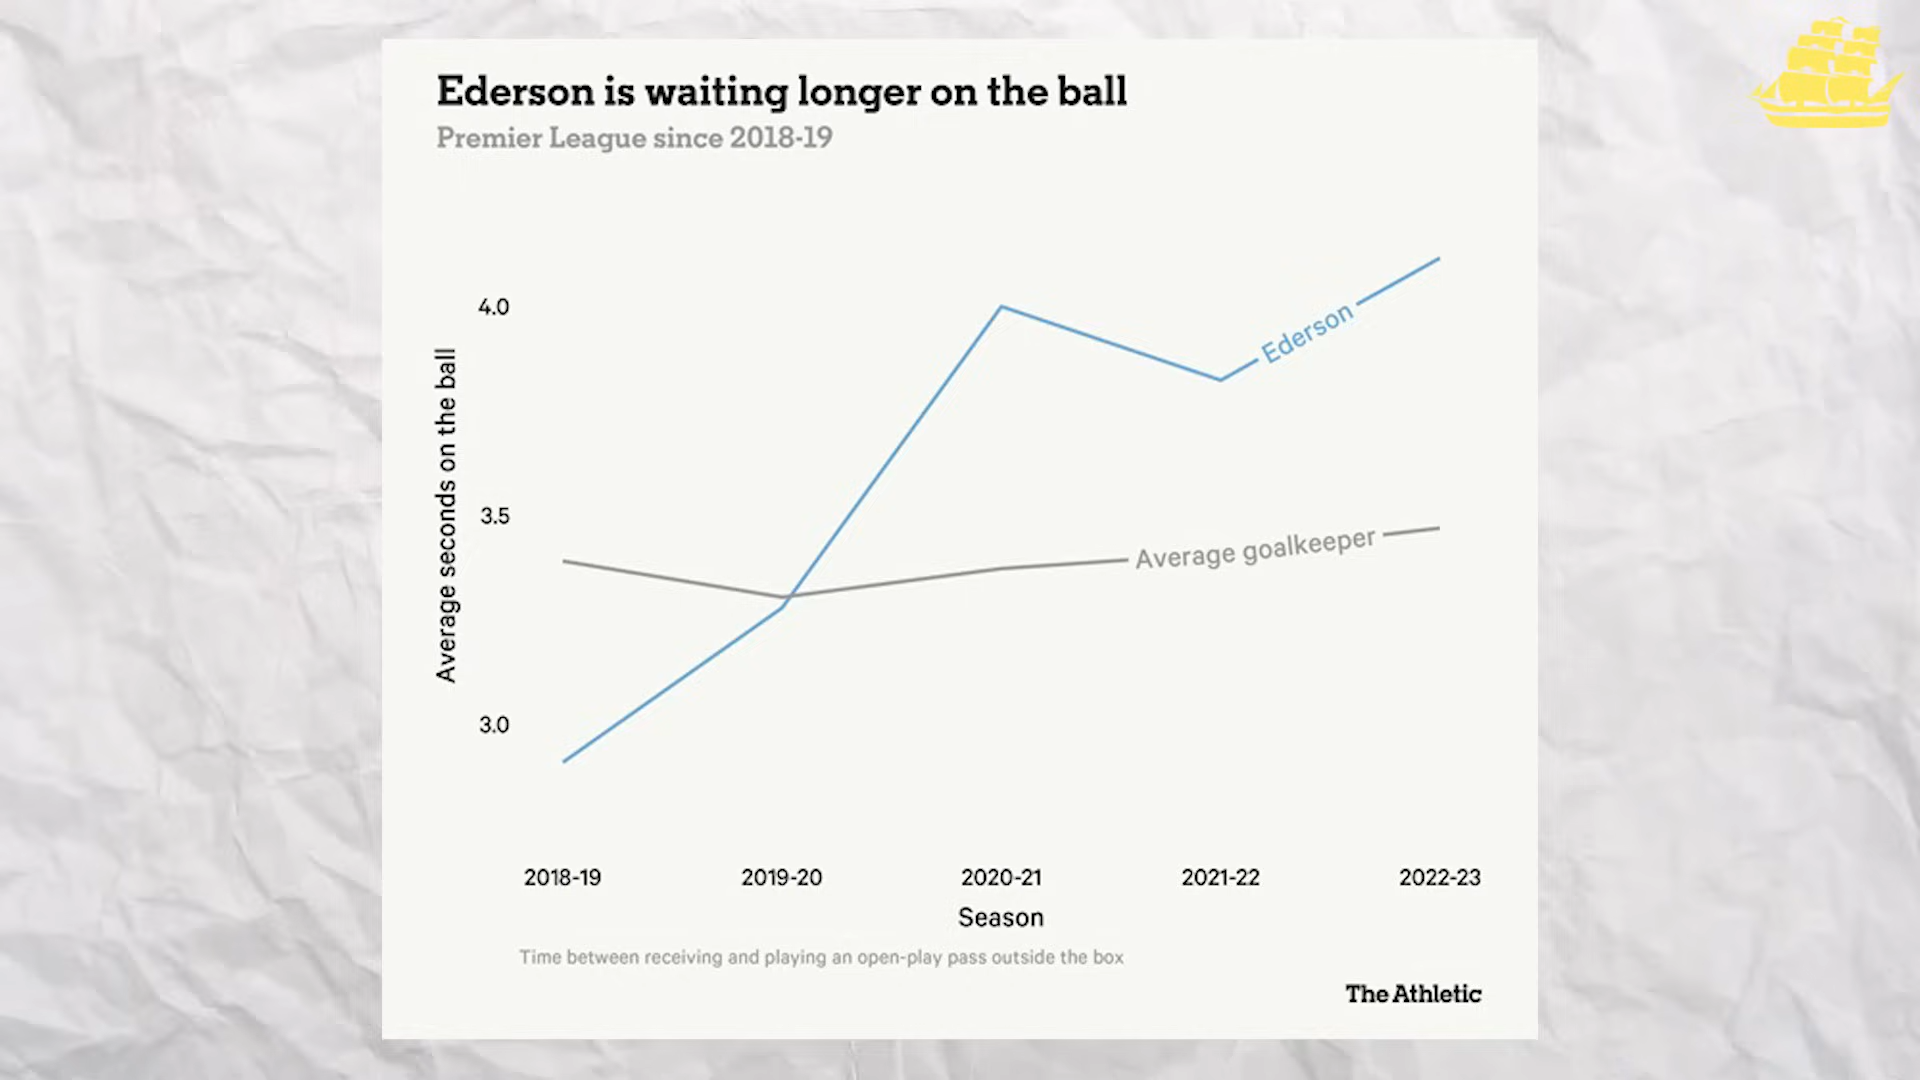 Ederson is waiting longer on the ball
Premier League since 2018-19
4.0
3.5
3.0
Average seconds on the ball
Ederson
Average goalkeeper
2018-19 2019-20 2020-21 2021-22 2022-23
Season
Time between receiving and playing an open-play pass outside the box
The Athletic